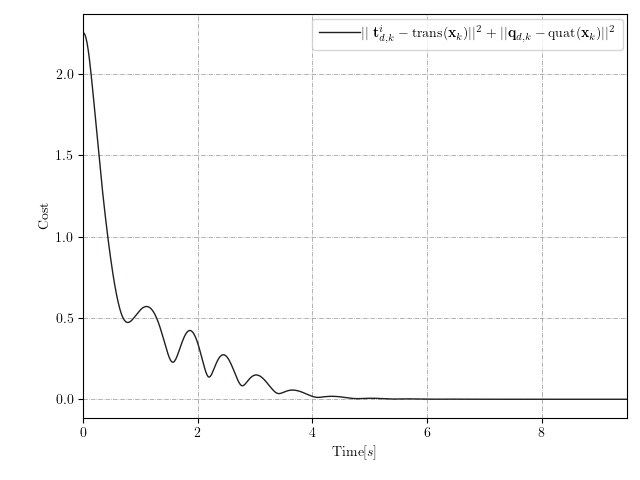 || t^i_{d,k} − trans(x_k)||² + ||q_{d,k} − quat(x_k)||²
2.0
1.5
1.0
0.5
0.0
Cost
0 2 4 6 8
Time[s]